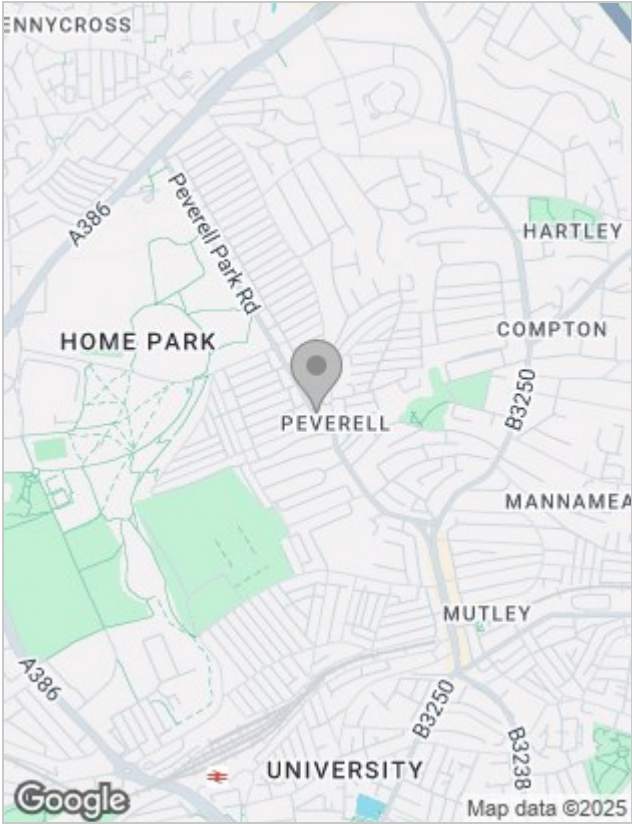 ENNYCROSS
A386
Peverell Park Rd
HARTLEY
HOME PARK
COMPTON
B3250
PEVERELL
MANNAMEA
MUTLEY
A386
B3250
B3238
UNIVERSITY
Google
Map data ©2025